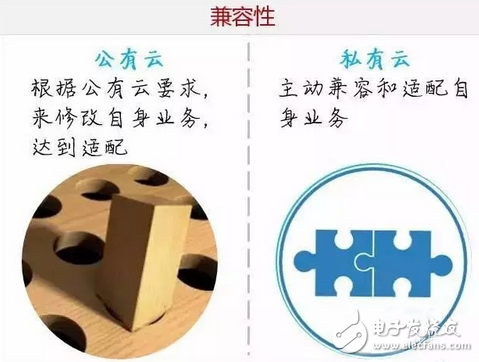 兼容性
公有云
根据公有云要求,
来修改自身业务,
达到适配
私有云
主动兼容和适配自
身业务
电子发烧友
www.elecfans.com